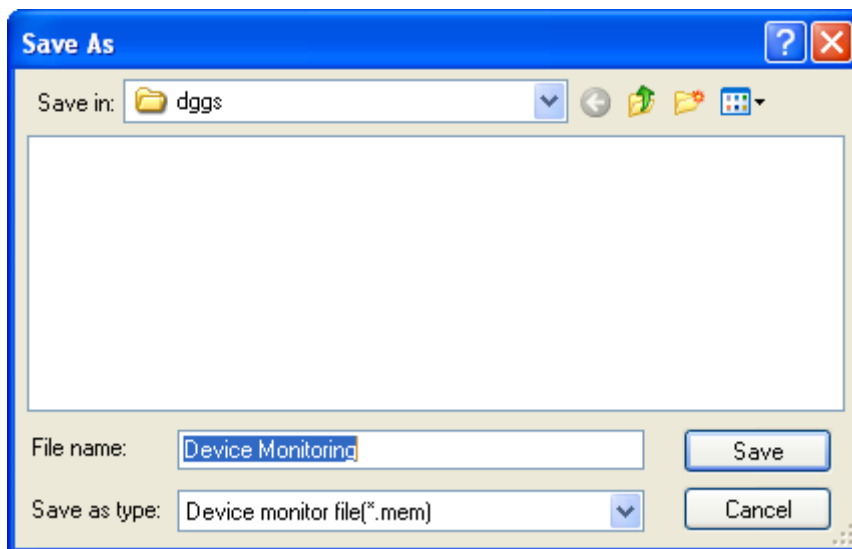 Save As
Save in: dggs
File name: Device Monitoring Save
Save as type: Device monitor file(*.mem) Cancel